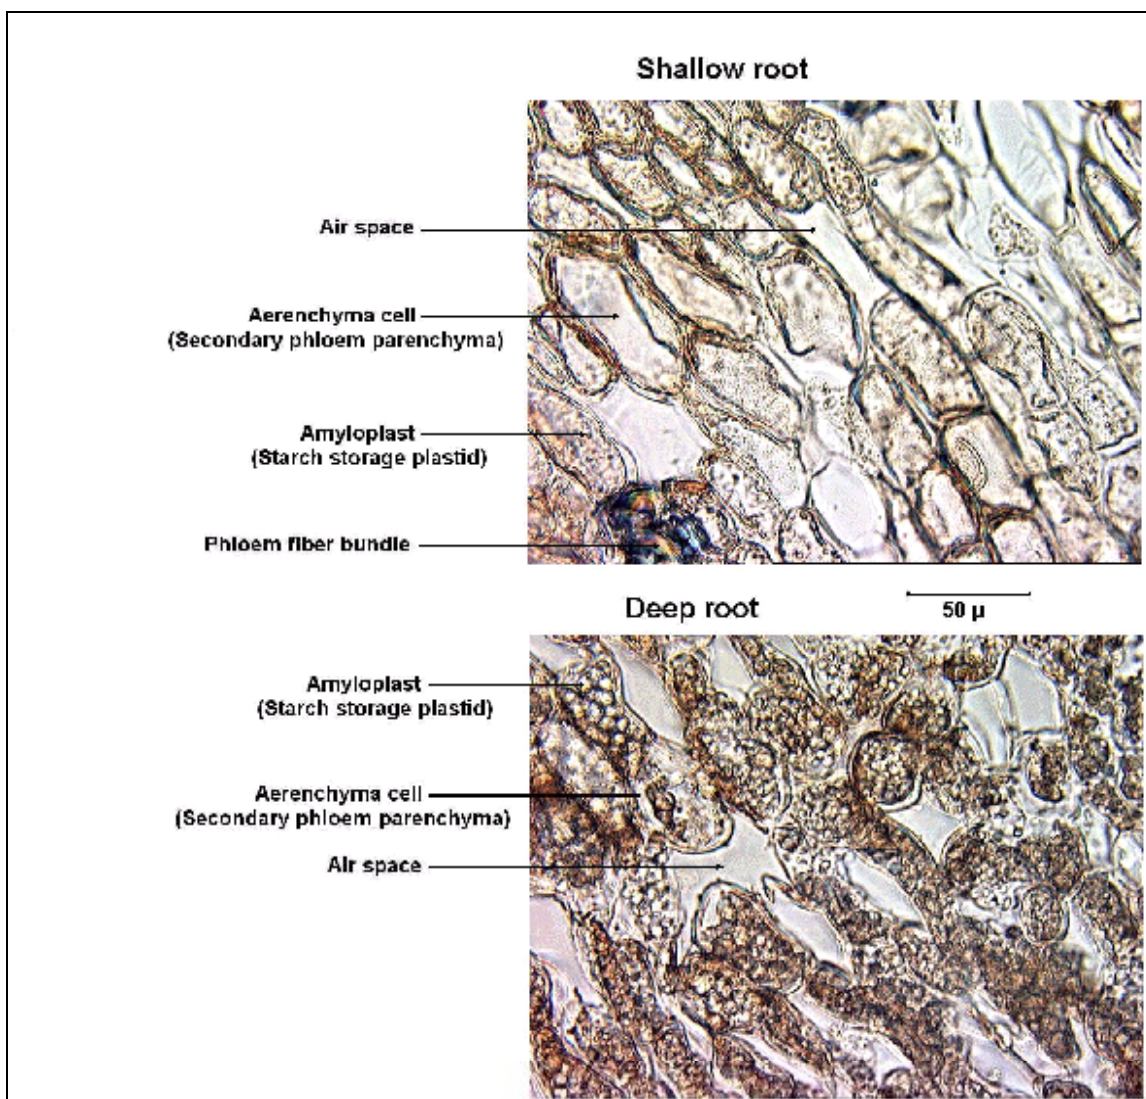 Shallow root
Air space
Aerenchyma cell
(Secondary phloem parenchyma)
Amyloplast
(Starch storage plastid)
Phloem fiber bundle
50 µ
Deep root
Amyloplast
(Starch storage plastid)
Aerenchyma cell
(Secondary phloem parenchyma)
Air space